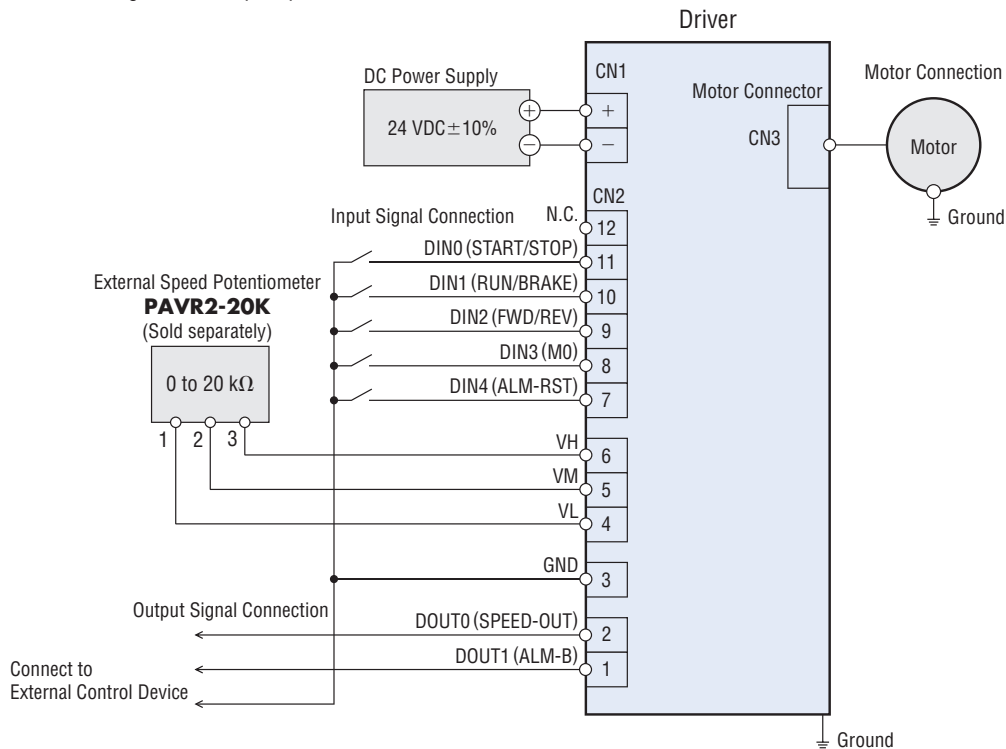 Driver
DC Power Supply
24 VDC±10%
+
−
CN1
+
−
Motor Connector
CN3
Motor Connection
Motor
Ground
CN2
Input Signal Connection
N.C.
12
DIN0 (START/STOP)
11
DIN1 (RUN/BRAKE)
10
DIN2 (FWD/REV)
9
DIN3 (M0)
8
DIN4 (ALM-RST)
7
External Speed Potentiometer
PAVR2-20K
(Sold separately)
0 to 20 kΩ
1 2 3
VH
6
VM
5
VL
4
GND
3
Output Signal Connection
DOUT0 (SPEED-OUT)
2
DOUT1 (ALM-B)
1
Connect to
External Control Device
Ground